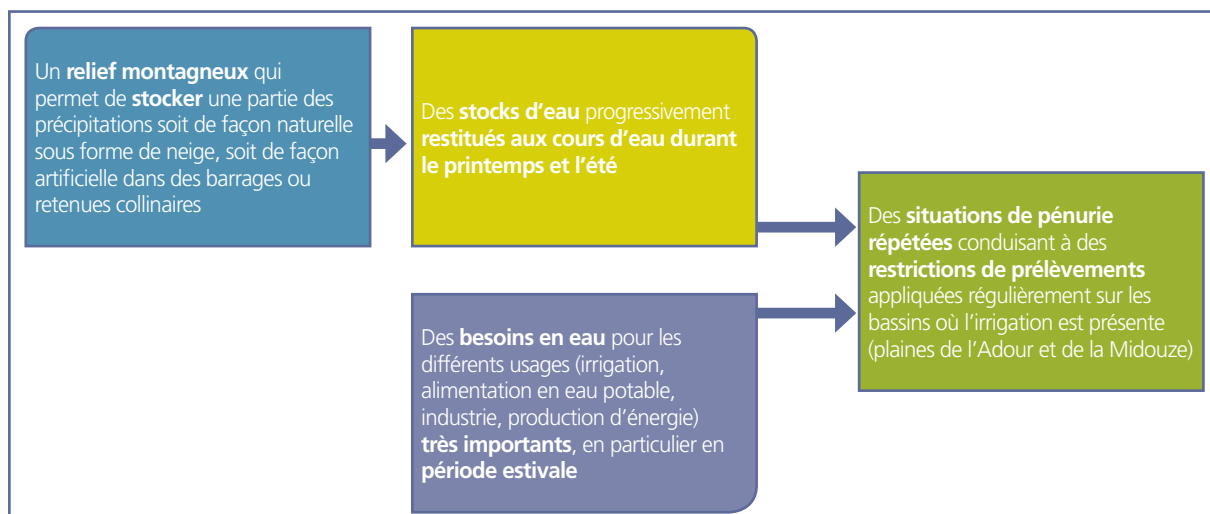 Un relief montagneux qui
permet de stocker une partie des
précipitations soit de façon naturelle
sous forme de neige, soit de façon
artificielle dans des barrages ou
retenues collinaires
Des stocks d’eau progressivement
restitués aux cours d’eau durant
le printemps et l’été
Des besoins en eau pour les
différents usages (irrigation,
alimentation en eau potable,
industrie, production d’énergie)
très importants, en particulier en
période estivale
Des situations de pénurie
répétées conduisant à des
restrictions de prélèvements
appliquées régulièrement sur les
bassins où l’irrigation est présente
(plaines de l’Adour et de la Midouze)